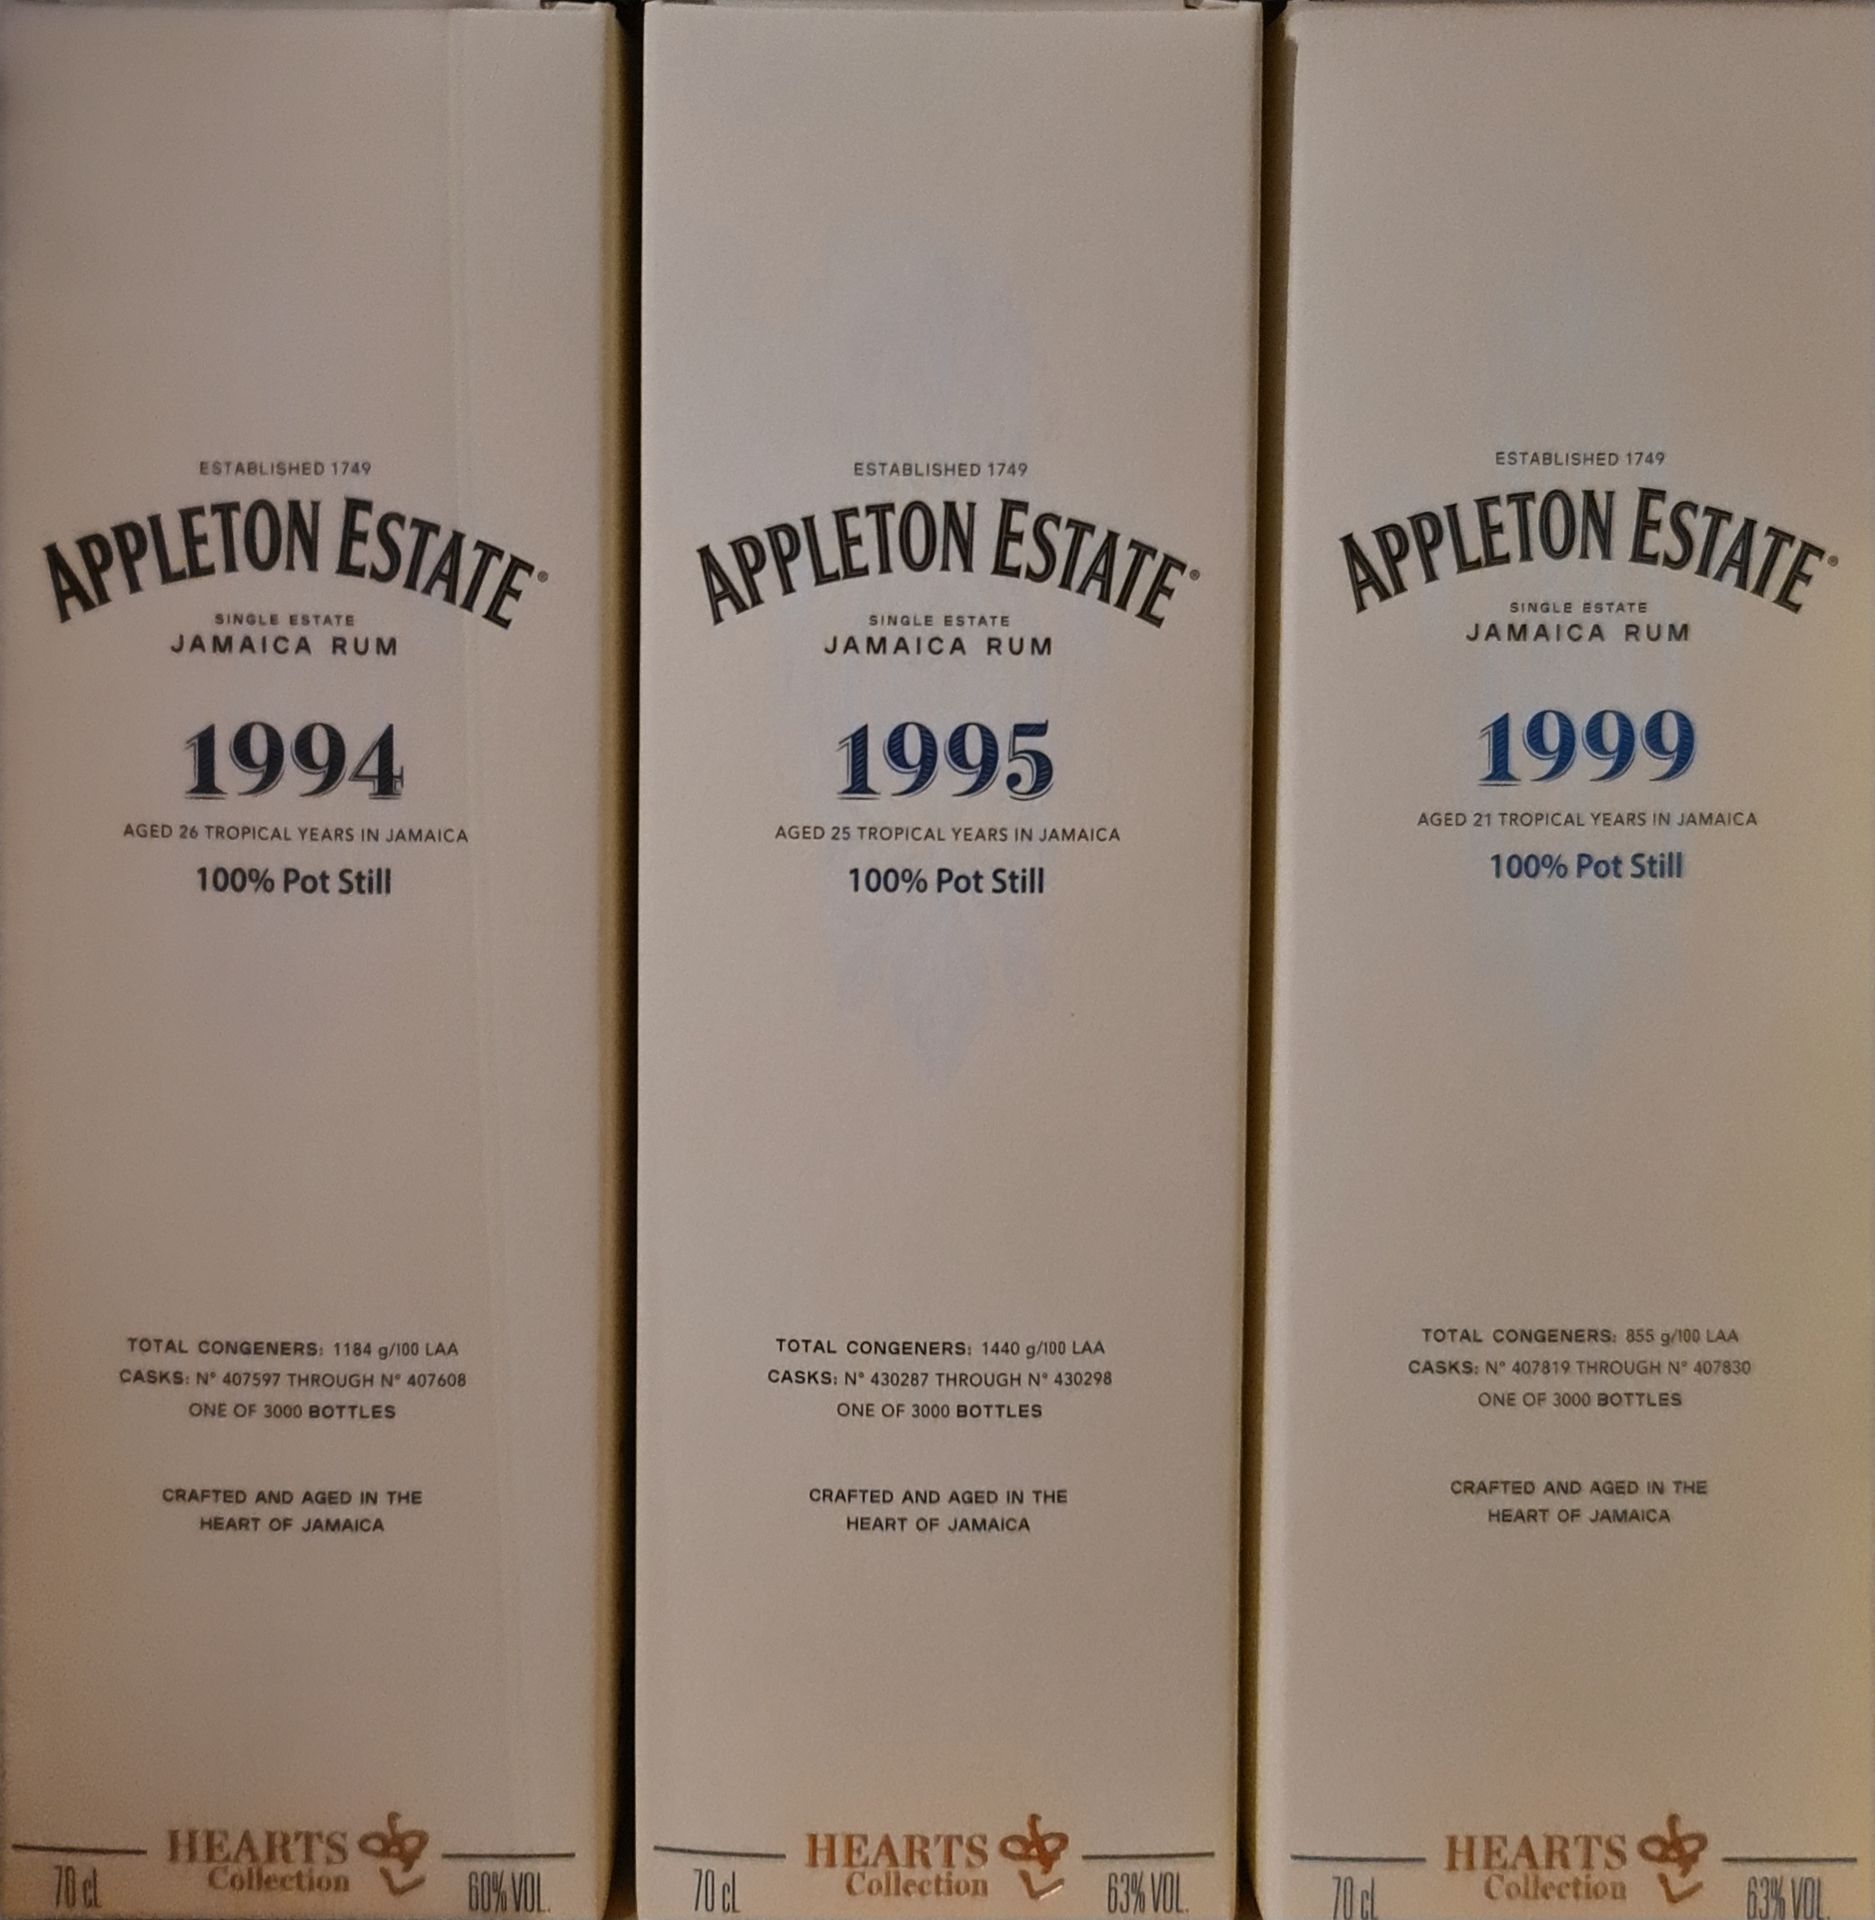 ESTABLISHED 1749
APPLETON ESTATE®
SINGLE ESTATE
JAMAICA RUM
1994
AGED 26 TROPICAL YEARS IN JAMAICA
100% Pot Still
TOTAL CONGENERS: 1184 g/100 LAA
CASKS: N° 407597 THROUGH N° 407608
ONE OF 3000 BOTTLES
CRAFTED AND AGED IN THE
HEART OF JAMAICA
HEARTS
Collection
70 cl
60% VOL.
ESTABLISHED 1749
APPLETON ESTATE®
SINGLE ESTATE
JAMAICA RUM
1995
AGED 25 TROPICAL YEARS IN JAMAICA
100% Pot Still
TOTAL CONGENERS: 1440 g/100 LAA
CASKS: N° 430287 THROUGH N° 430298
ONE OF 3000 BOTTLES
CRAFTED AND AGED IN THE
HEART OF JAMAICA
HEARTS
Collection
70 cl
63% VOL.
ESTABLISHED 1749
APPLETON ESTATE®
SINGLE ESTATE
JAMAICA RUM
1999
AGED 21 TROPICAL YEARS IN JAMAICA
100% Pot Still
TOTAL CONGENERS: 855 g/100 LAA
CASKS: N° 407819 THROUGH N° 407830
ONE OF 3000 BOTTLES
CRAFTED AND AGED IN THE
HEART OF JAMAICA
HEARTS
Collection
70 cl
63% VOL.